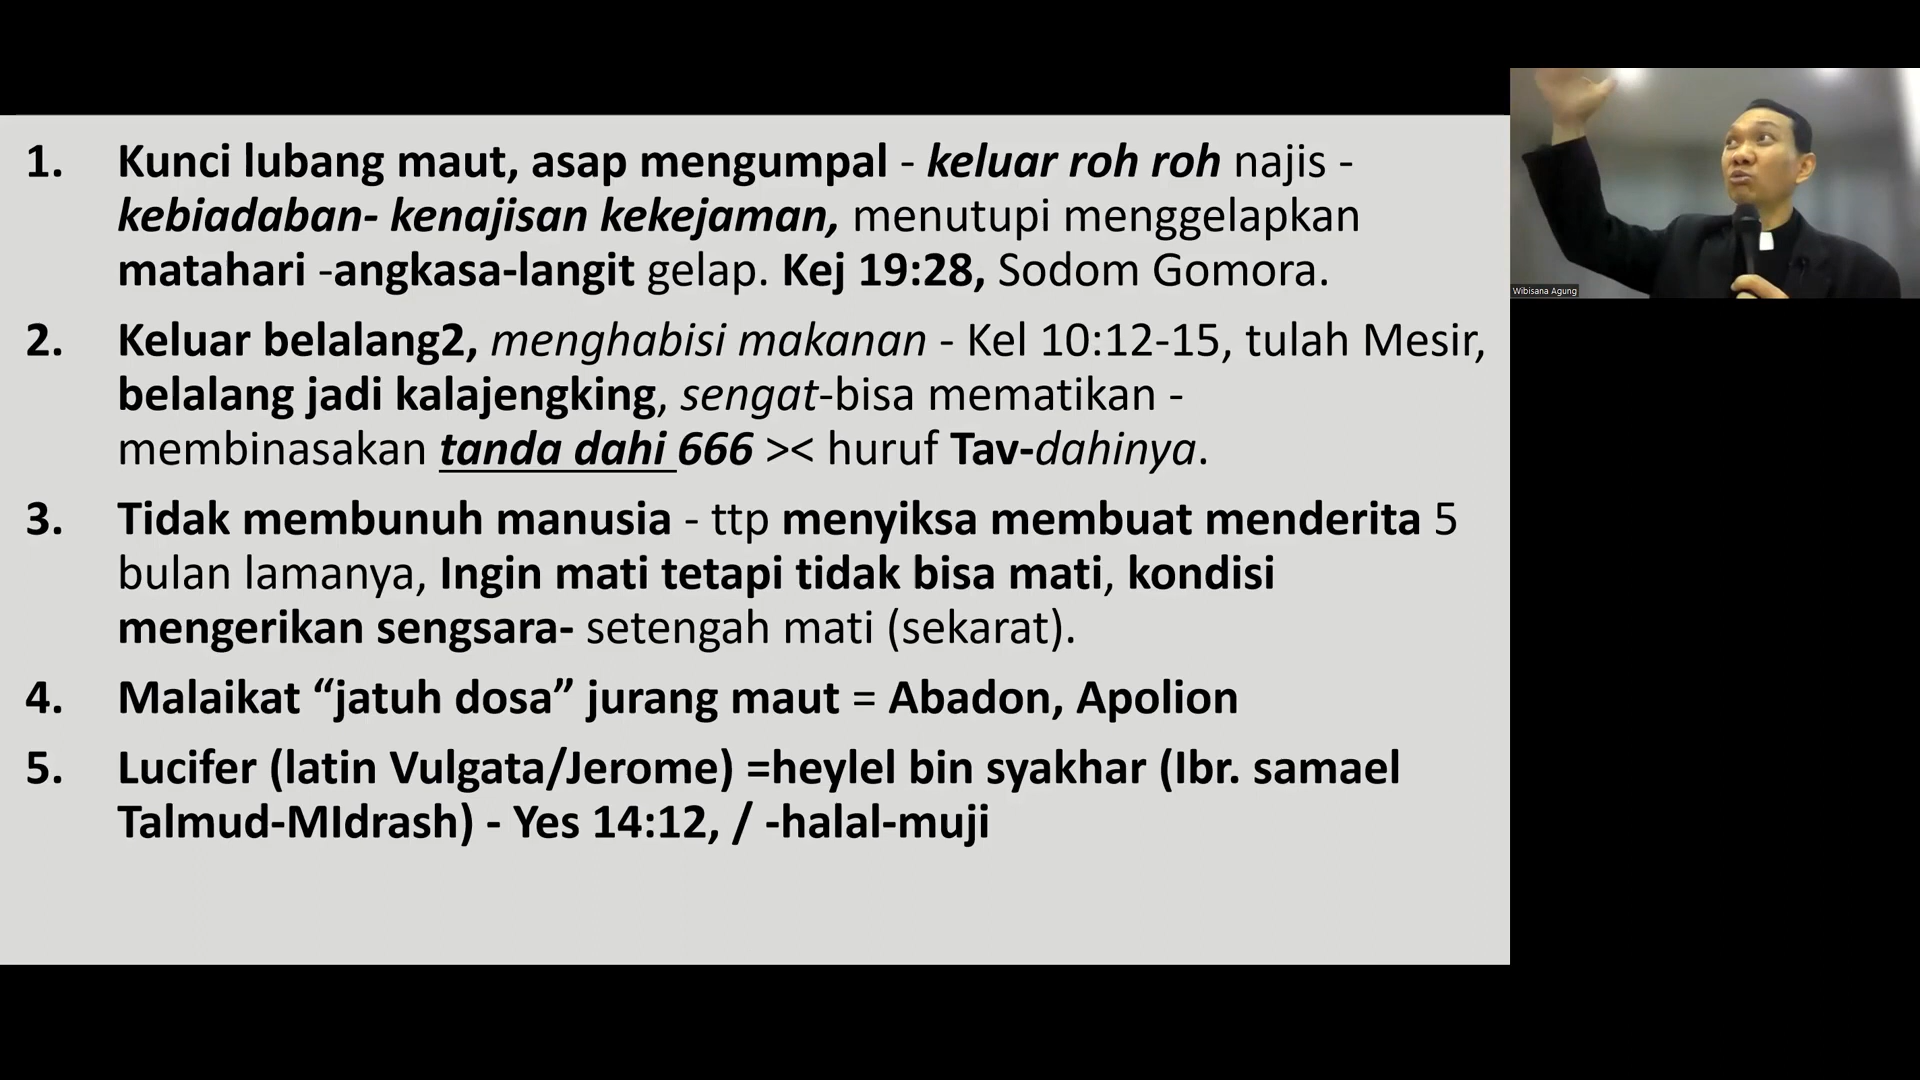 1. Kunci lubang maut, asap mengumpal - keluar roh roh najis -
kebiadaban- kenajisan kekejaman, menutupi menggelapkan
matahari -angkasa-langit gelap. Kej 19:28, Sodom Gomora.
2. Keluar belalang2, menghabisi makanan - Kel 10:12-15, tulah Mesir,
belalang jadi kalajengking, sengat-bisa mematikan -
membinasakan tanda dahi 666 >< huruf Tav-dahinya.
3. Tidak membunuh manusia - ttp menyiksa membuat menderita 5
bulan lamanya, Ingin mati tetapi tidak bisa mati, kondisi
mengerikan sengsara- setengah mati (sekarat).
4. Malaikat “jatuh dosa” jurang maut = Abadon, Apolion
5. Lucifer (latin Vulgata/Jerome) =heylel bin syakhar (Ibr. samael
Talmud-MIdrash) - Yes 14:12, / -halal-muji
Wibisana Agung